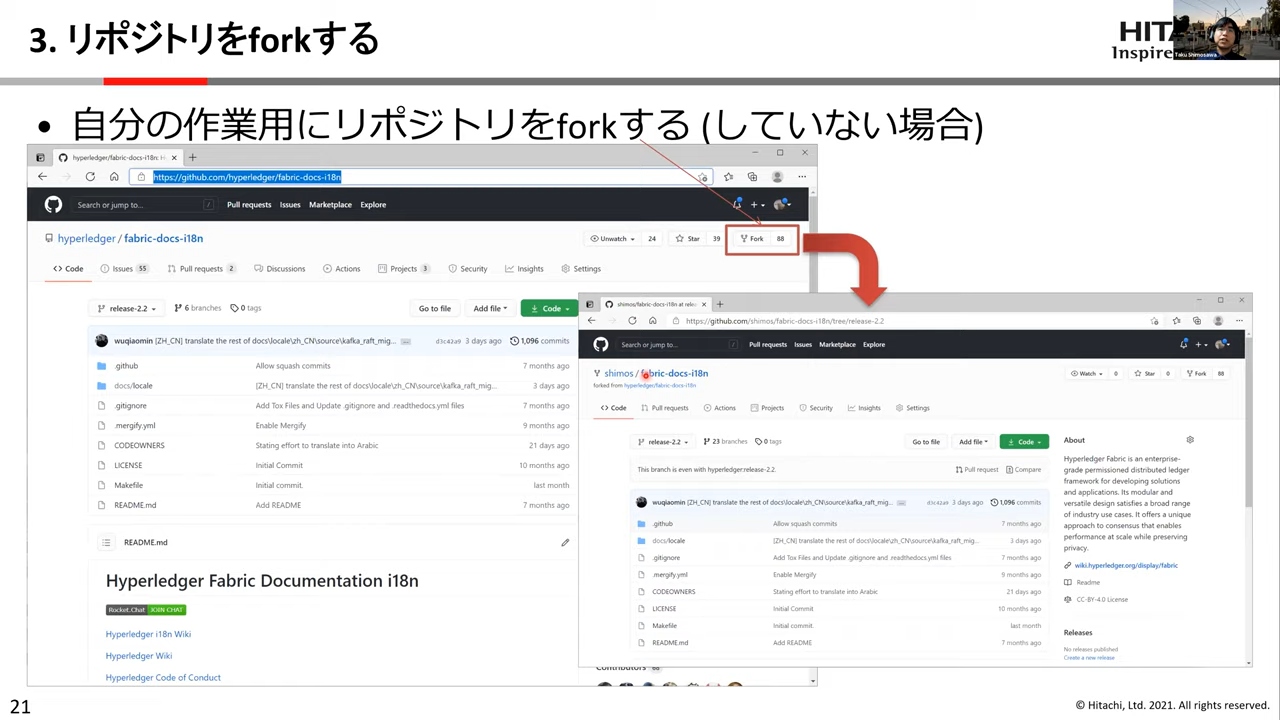 3. リポジトリをforkする
HITA
Inspire
Taku Shimosawa
• 自分の作業用にリポジトリをforkする (していない場合)
hyperledger/fabric-docs-i18n: H
https://github.com/hyperledger/fabric-docs-i18n
Search or jump to... / Pull requests Issues Marketplace Explore
hyperledger / fabric-docs-i18n
Unwatch 24 Star 39 Fork 88
Code Issues 55 Pull requests 2 Discussions Actions Projects 3 Security Insights Settings
release-2.2 6 branches 0 tags Go to file Add file Code
wuqiaomin [ZH_CN] translate the rest of docs\locale\zh_CN\source\kafka_raft_mig... d3c42a9 3 days ago 1,096 commits
.github Allow squash commits 7 months ago
docs/locale [ZH_CN] translate the rest of docs\locale\zh_CN\source\kafka_raft_mig... 3 days ago
.gitignore Add Tox Files and Update .gitignore and .readthedocs.yml files 7 months ago
.mergify.yml Enable Mergify 9 months ago
CODEOWNERS Stating effort to translate into Arabic 21 days ago
LICENSE Initial Commit 10 months ago
Makefile Initial commit. last month
README.md Add README 7 months ago
README.md
Hyperledger Fabric Documentation i18n
Rocket.Chat JOIN CHAT
Hyperledger i18n Wiki
Hyperledger Wiki
Hyperledger Code of Conduct
shimos/fabric-docs-i18n at rele
https://github.com/shimos/fabric-docs-i18n/tree/release-2.2
Search or jump to... / Pull requests Issues Marketplace Explore
shimos / fabric-docs-i18n
forked from hyperledger/fabric-docs-i18n
Watch 0 Star 0 Fork 88
Code Pull requests Actions Projects Security Insights Settings
release-2.2 23 branches 0 tags Go to file Add file Code
This branch is even with hyperledger:release-2.2. Pull request Compare
wuqiaomin [ZH_CN] translate the rest of docs\locale\zh_CN\source\kafka_raft_mig... d3c42a9 3 days ago 1,096 commits
.github Allow squash commits 7 months ago
docs/locale [ZH_CN] translate the rest of docs\locale\zh_CN\source\kafka_raft_mig... 3 days ago
.gitignore Add Tox Files and Update .gitignore and .readthedocs.yml files 7 months ago
.mergify.yml Enable Mergify 9 months ago
CODEOWNERS Stating effort to translate into Arabic 21 days ago
LICENSE Initial Commit 10 months ago
Makefile Initial commit. last month
README.md Add README 7 months ago
About
Hyperledger Fabric is an enterprise-
grade permissioned distributed ledger
framework for developing solutions
and applications. Its modular and
versatile design satisfies a broad range
of industry use cases. It offers a unique
approach to consensus that enables
performance at scale while preserving
privacy.
wiki.hyperledger.org/display/fabric
Readme
CC-BY-4.0 License
Releases
No releases published
Create a new release
Contributors 66
21
© Hitachi, Ltd. 2021. All rights reserved.